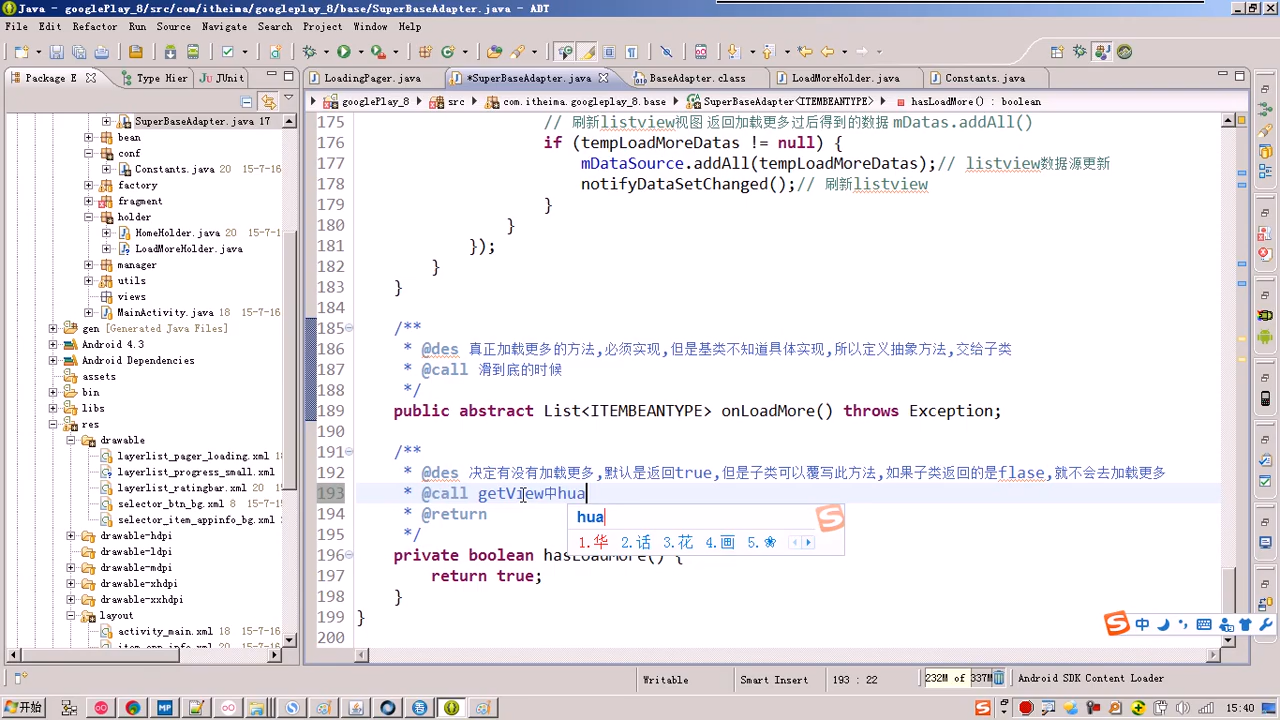 Java - googlePlay_8/src/com/itheima/googleplay_8/base/SuperBaseAdapter.java - ADT
File Edit Refactor Run Source Navigate Search Project Window Help
Package E Type Hier JUnit
LoadingPager.java *SuperBaseAdapter.java BaseAdapter.class LoadMoreHolder.java Constants.java
googlePlay_8 src com.itheima.googleplay_8.base SuperBaseAdapter<ITEMBEANTYPE> hasLoadMore() : boolean
SuperBaseAdapter.java 17
bean
conf
Constants.java 15-7-16
factory
fragment
holder
HomeHolder.java 20 15-7-1
LoadMoreHolder.java
manager
utils
views
MainActivity.java 18 15-7-16
gen [Generated Java Files]
Android 4.3
Android Dependencies
assets
bin
libs
res
drawable
layerlist_pager_loading.xml
layerlist_progress_small.xml
layerlist_ratingbar.xml 20
selector_btn_bg.xml 20 15-
selector_item_appinfo_bg.xml
drawable-hdpi
drawable-ldpi
drawable-mdpi
drawable-xhdpi
drawable-xxhdpi
layout
activity_main.xml 18 15-7
175 // 刷新listview视图 返回加载更多过后得到的数据 mDatas.addAll()
176 if (tempLoadMoreDatas != null) {
177 mDataSource.addAll(tempLoadMoreDatas);// listview数据源更新
178 notifyDataSetChanged();// 刷新listview
179 }
180 }
181 });
182 }
183 }
184
185 /**
186 * @des 真正加载更多的方法,必须实现,但是基类不知道具体实现,所以定义抽象方法,交给子类
187 * @call 滑到底的时候
188 */
189 public abstract List<ITEMBEANTYPE> onLoadMore() throws Exception;
190
191 /**
192 * @des 决定有没有加载更多,默认是返回true,但是子类可以覆写此方法,如果子类返回的是flase,就不会去加载更多
193 * @call getView中hua
194 * @return
195 */
196 private boolean hasLoadMore() {
197 return true;
198 }
199 }
200
hua
1.华 2.话 3.花 4.画 5.❀
中
Writable Smart Insert 193 : 22 232M of 337M Android SDK Content Loader
开始 15:40